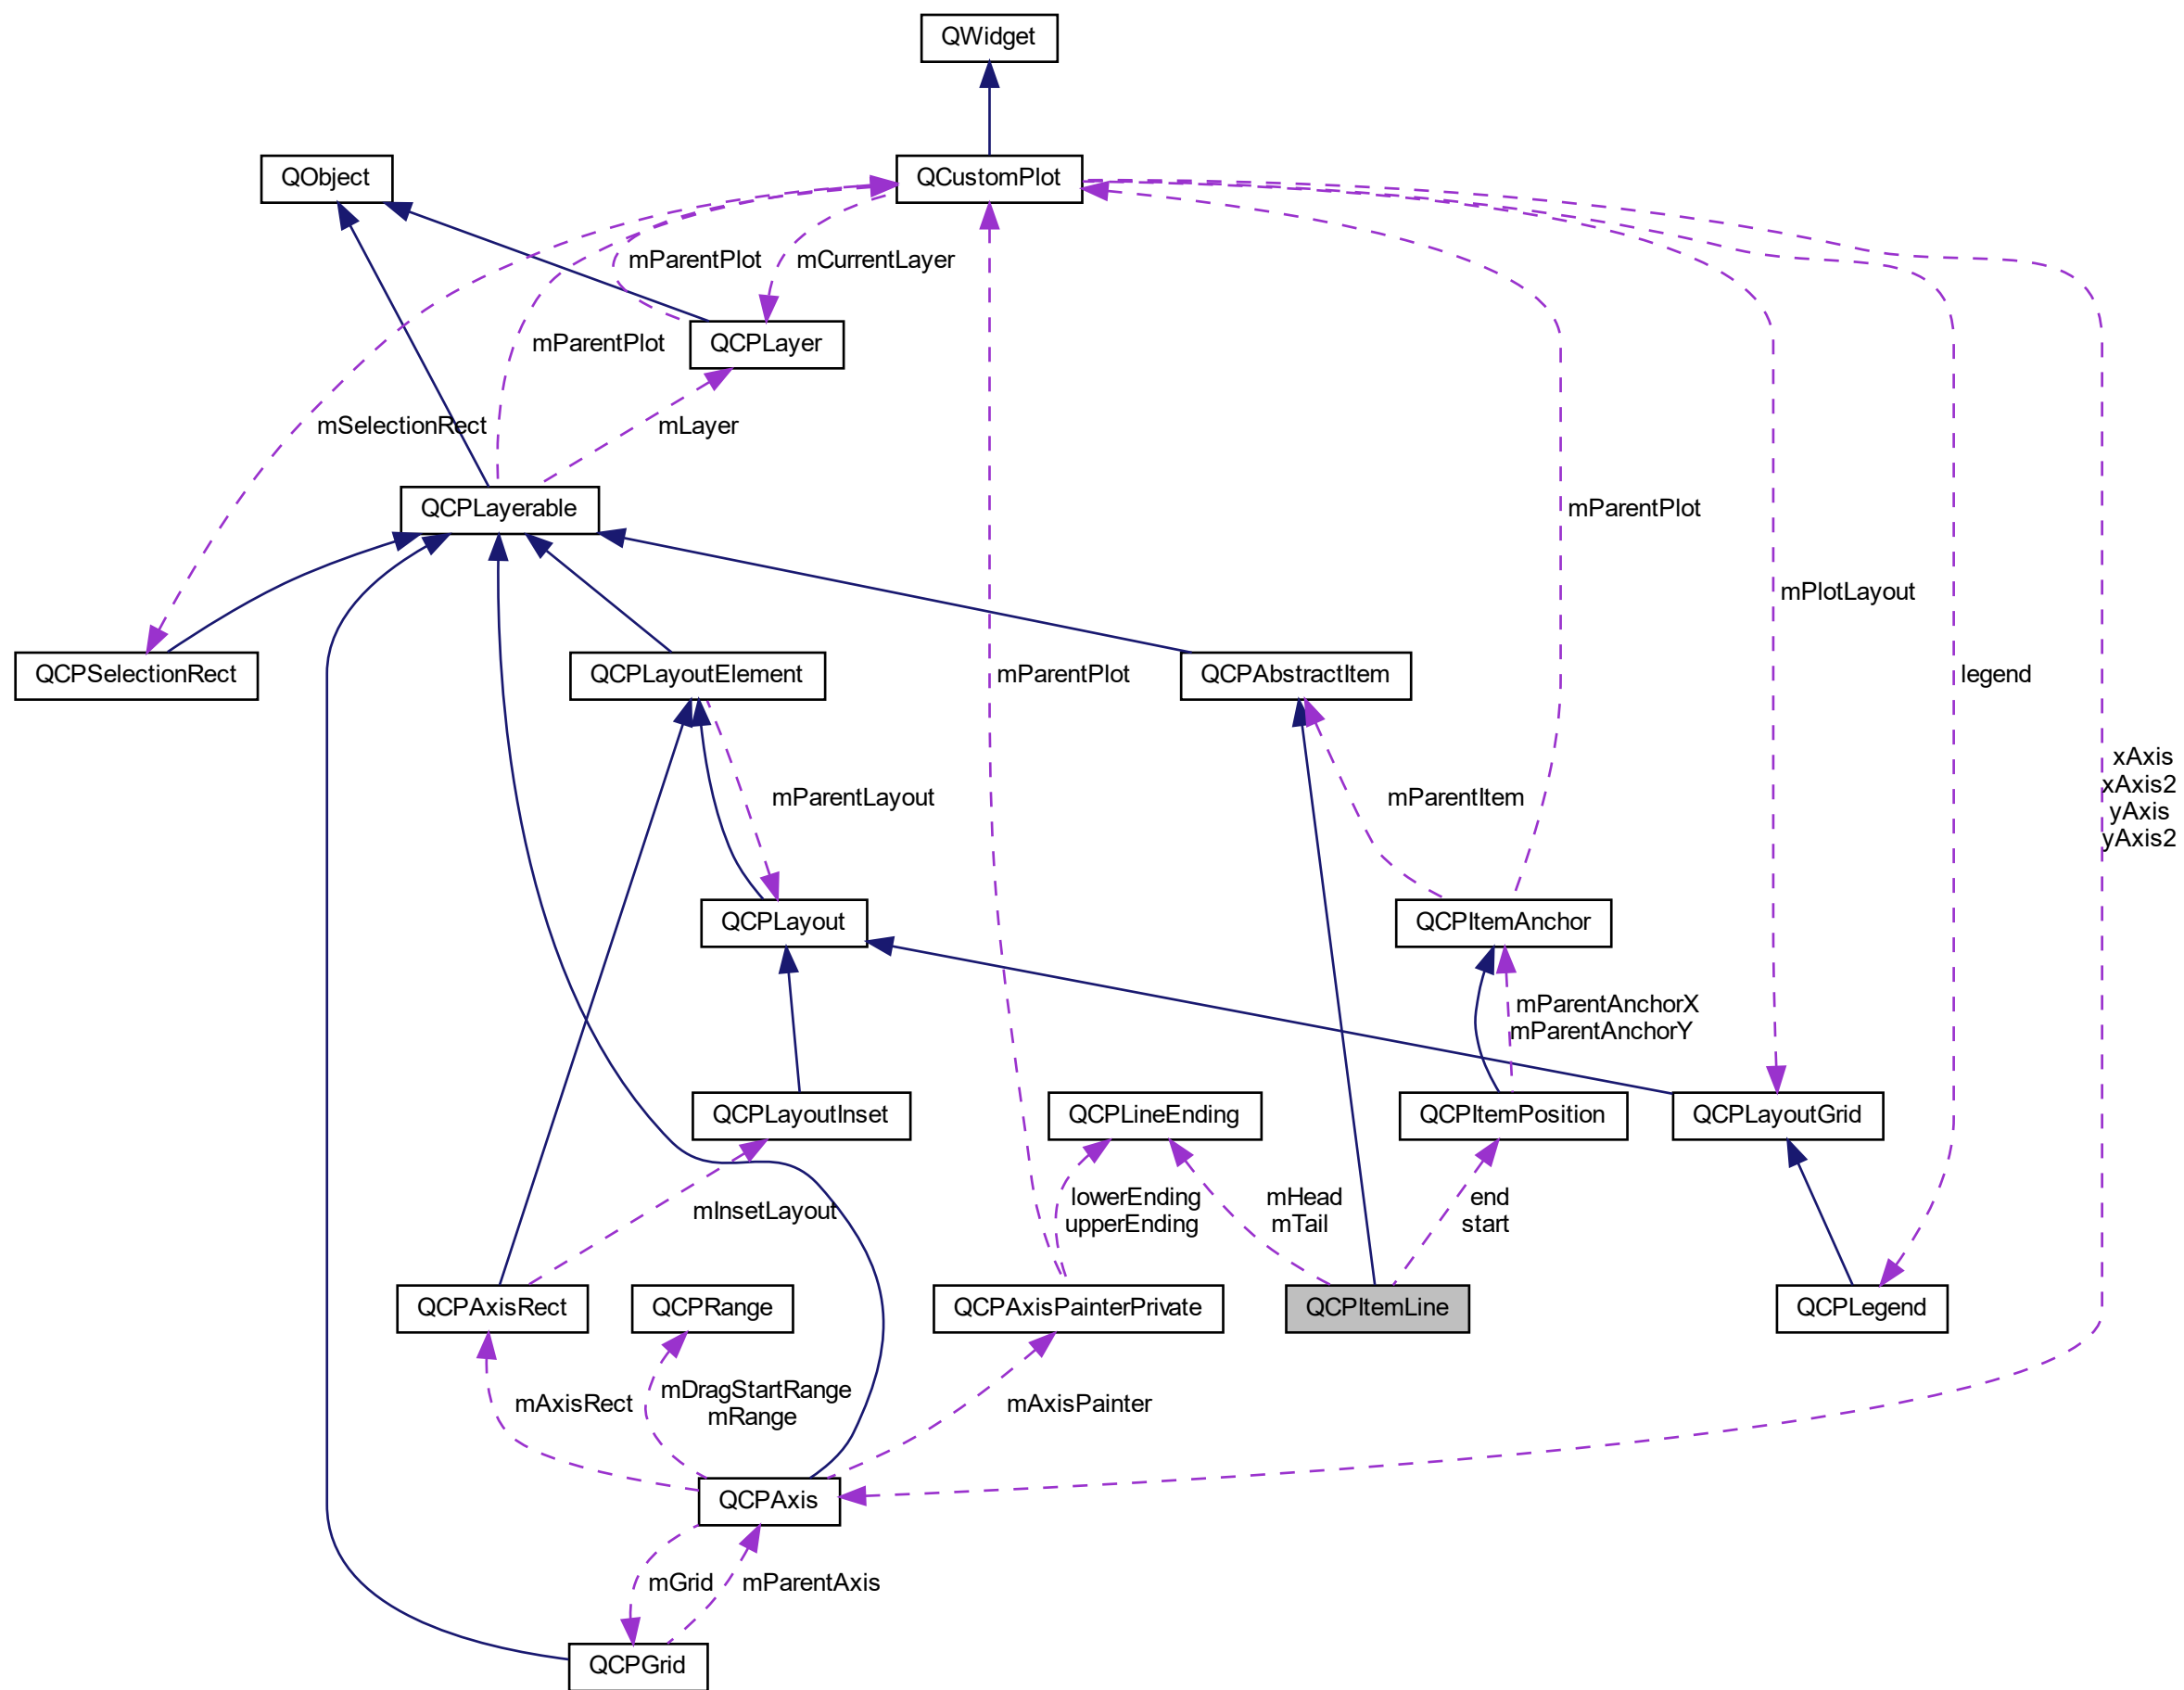 QWidget
QObject
QCustomPlot
mParentPlot
mCurrentLayer
mParentPlot
QCPLayer
mSelectionRect
mLayer
QCPLayerable
mParentPlot
mPlotLayout
QCPSelectionRect
QCPLayoutElement
mParentPlot
QCPAbstractItem
legend
xAxis
xAxis2
yAxis
yAxis2
mParentLayout
mParentItem
QCPLayout
QCPItemAnchor
mParentAnchorX
mParentAnchorY
QCPLayoutInset
QCPLineEnding
QCPItemPosition
QCPLayoutGrid
mInsetLayout
lowerEnding
upperEnding
mHead
mTail
end
start
QCPAxisRect
QCPRange
QCPAxisPainterPrivate
QCPItemLine
QCPLegend
mAxisRect
mDragStartRange
mRange
mAxisPainter
QCPAxis
mGrid
mParentAxis
QCPGrid